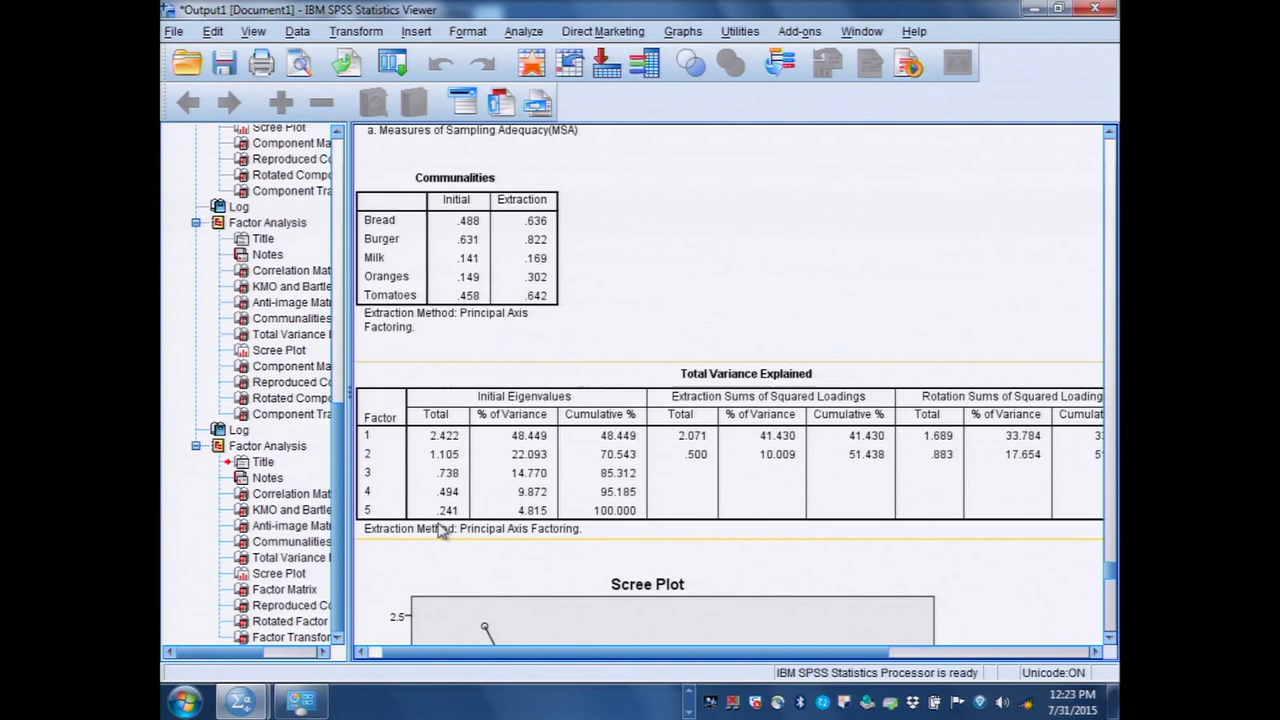 *Output1 [Document1] - IBM SPSS Statistics Viewer
File Edit View Data Transform Insert Format Analyze Direct Marketing Graphs Utilities Add-ons Window Help
Scree Plot
Component Ma
Reproduced Co
Rotated Compo
Component Tra
Log
Factor Analysis
Title
Notes
Correlation Mat
KMO and Bartle
Anti-image Matr
Communalities
Total Variance I
Scree Plot
Component Ma
Reproduced Co
Rotated Compo
Component Tra
Log
Factor Analysis
Title
Notes
Correlation Mat
KMO and Bartle
Anti-image Matr
Communalities
Total Variance I
Scree Plot
Factor Matrix
Reproduced Co
Rotated Factor
Factor Transfor
a. Measures of Sampling Adequacy(MSA)
Communalities
Initial Extraction
Bread .488 .636
Burger .631 .822
Milk .141 .169
Oranges .149 .302
Tomatoes .458 .642
Extraction Method: Principal Axis
Factoring.
Total Variance Explained
Initial Eigenvalues Extraction Sums of Squared Loadings Rotation Sums of Squared Loading
Factor Total % of Variance Cumulative % Total % of Variance Cumulative % Total % of Variance Cumulat
1 2.422 48.449 48.449 2.071 41.430 41.430 1.689 33.784 3
2 1.105 22.093 70.543 .500 10.009 51.438 .883 17.654 5
3 .738 14.770 85.312
4 .494 9.872 95.185
5 .241 4.815 100.000
Extraction Method: Principal Axis Factoring.
Scree Plot
2.5
IBM SPSS Statistics Processor is ready Unicode:ON
12:23 PM
7/31/2015